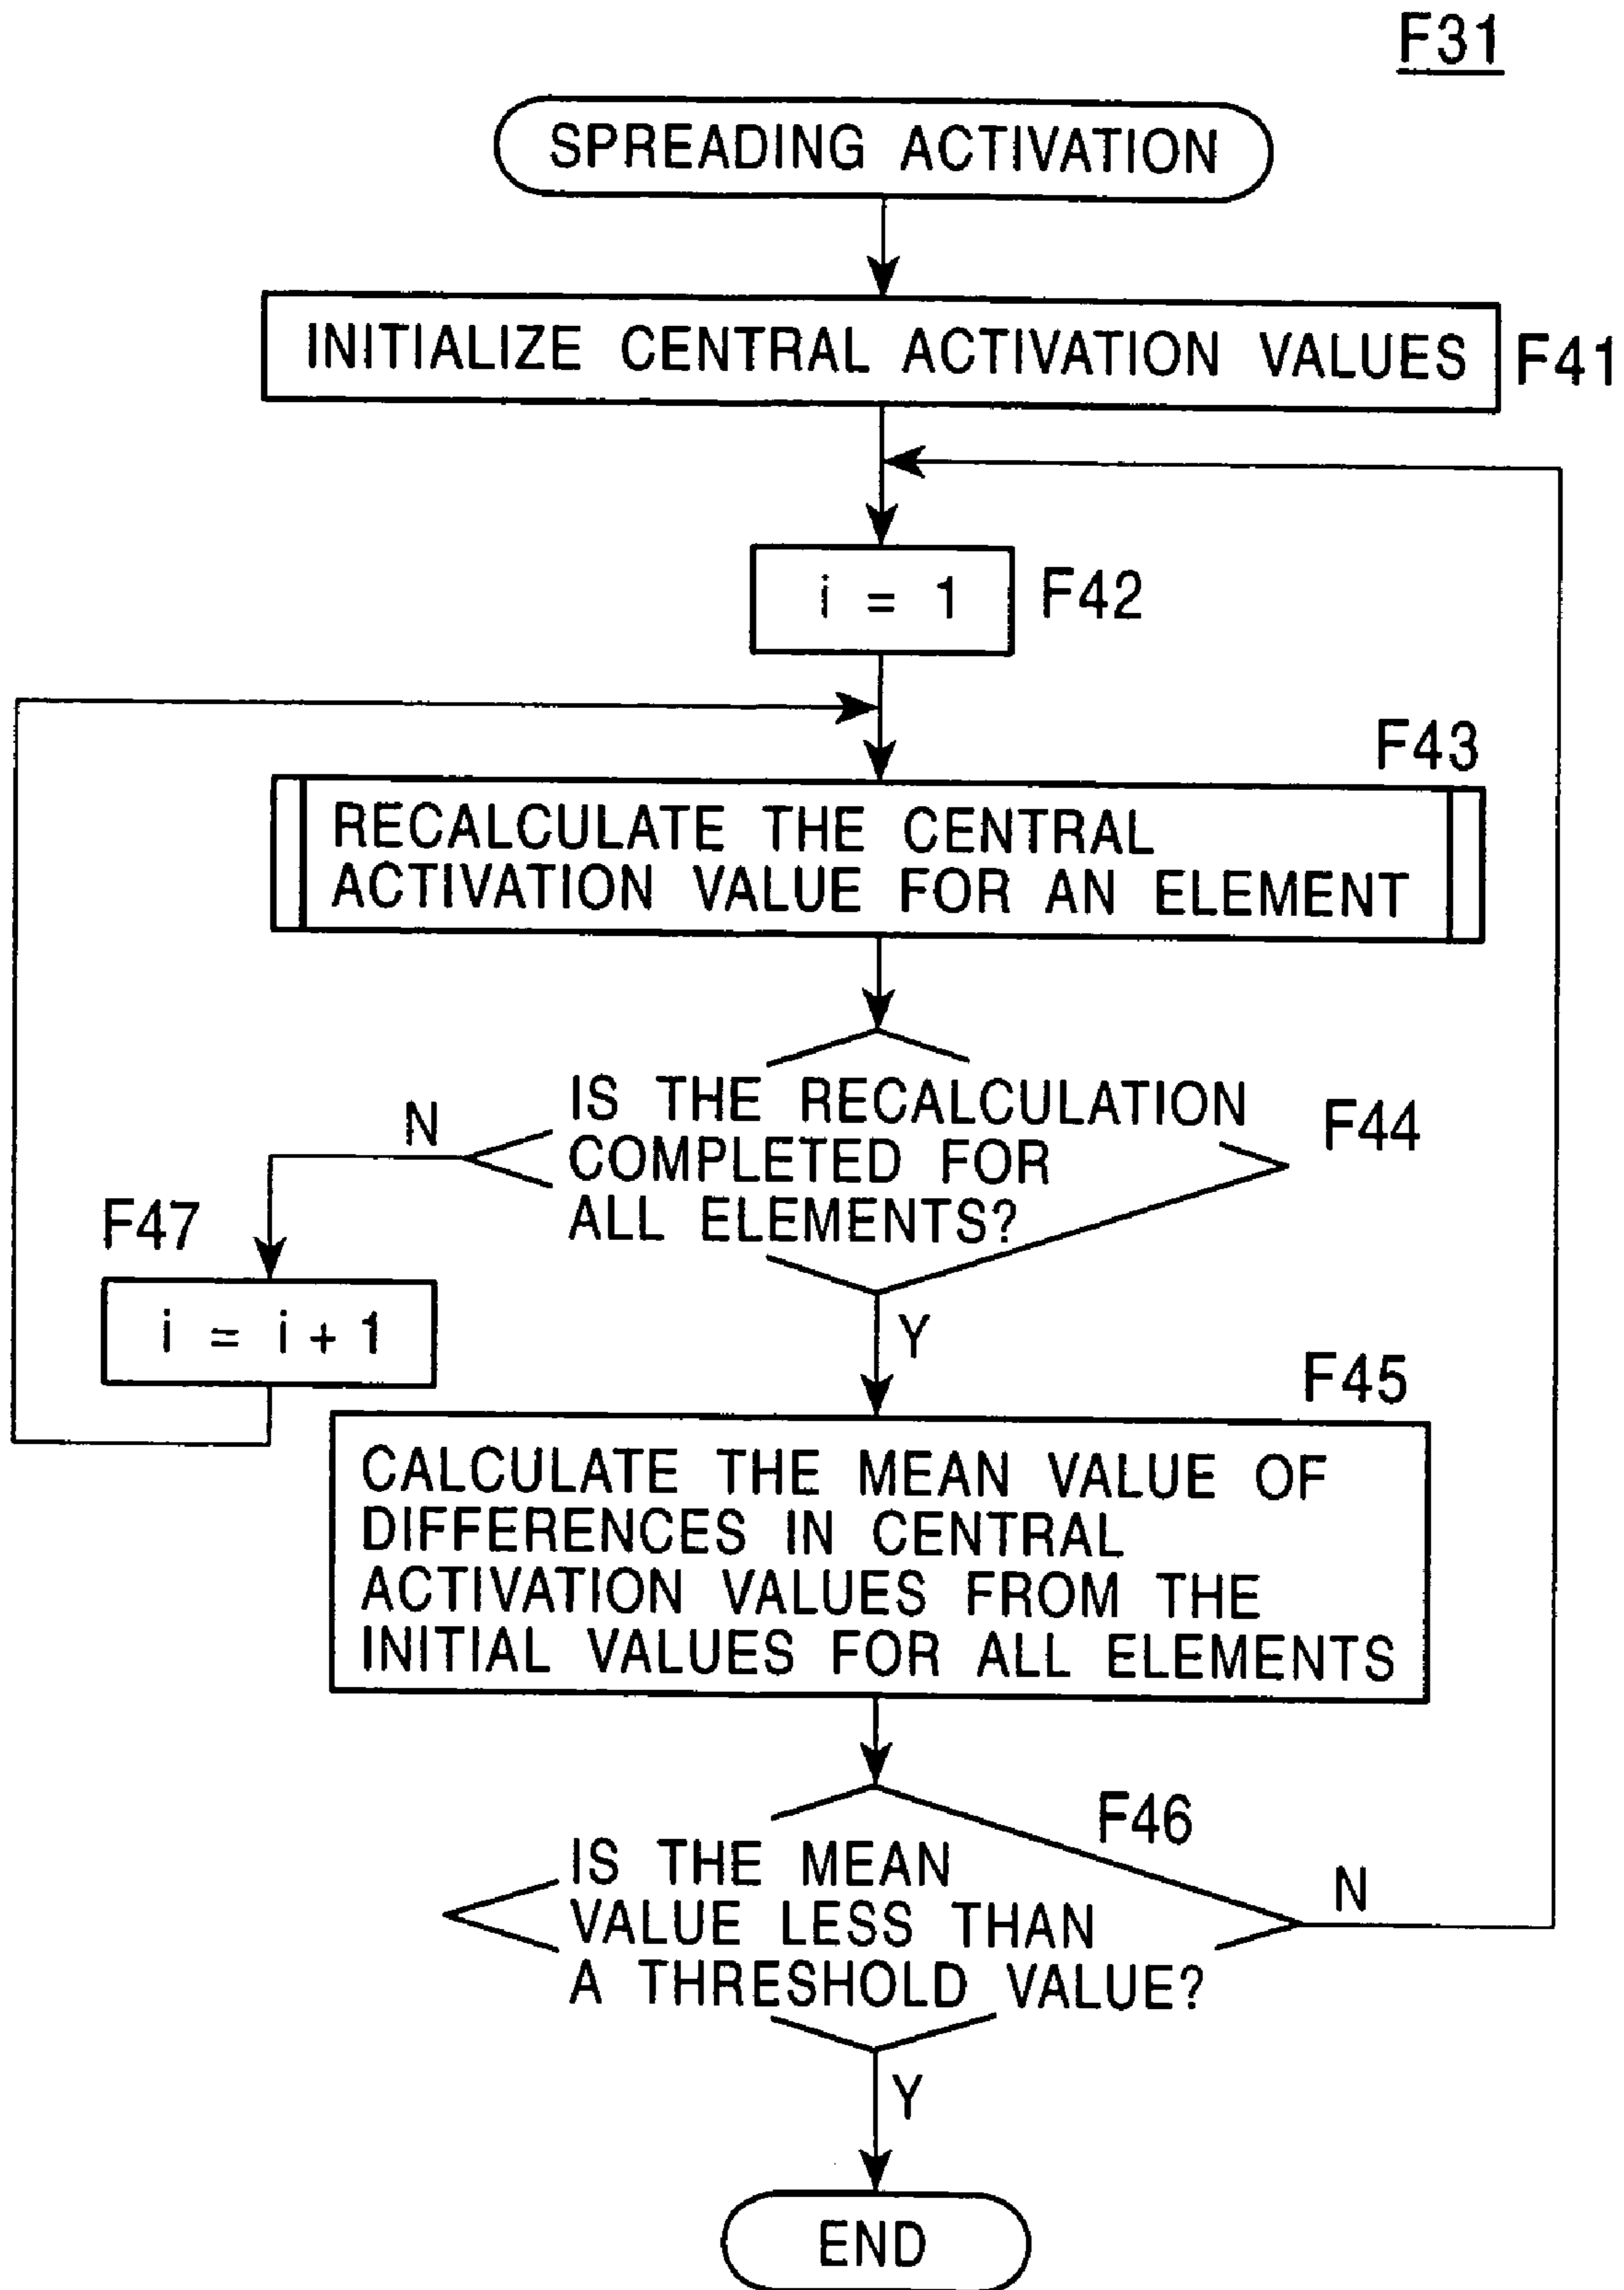 F31
SPREADING ACTIVATION
INITIALIZE CENTRAL ACTIVATION VALUES
F41
i = 1
F42
F43
RECALCULATE THE CENTRAL
ACTIVATION VALUE FOR AN ELEMENT
N
IS THE RECALCULATION
COMPLETED FOR
ALL ELEMENTS?
F44
F47
i = i + 1
Y
F45
CALCULATE THE MEAN VALUE OF
DIFFERENCES IN CENTRAL
ACTIVATION VALUES FROM THE
INITIAL VALUES FOR ALL ELEMENTS
F46
IS THE MEAN
VALUE LESS THAN
A THRESHOLD VALUE?
N
Y
END